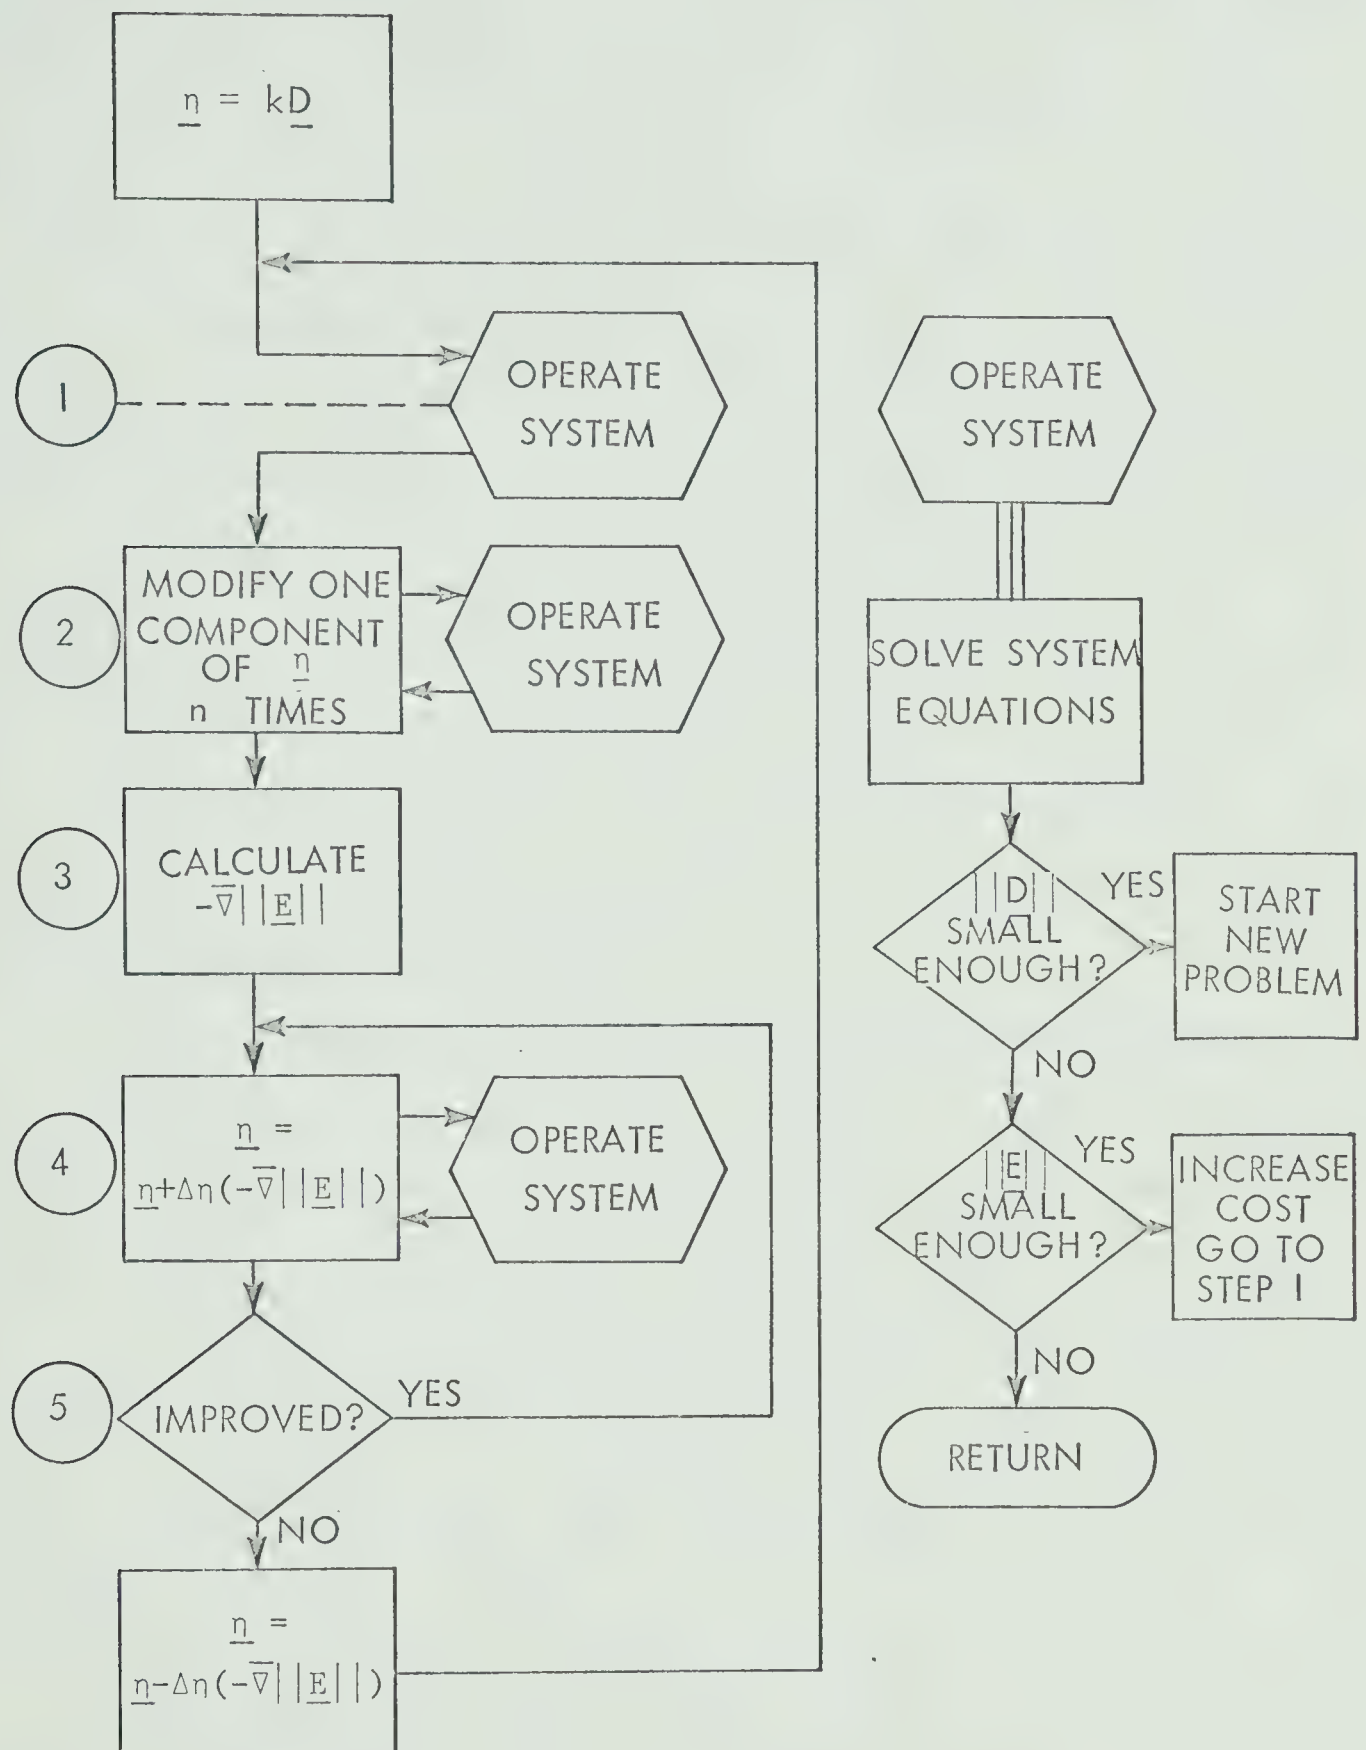 η = kD
1
OPERATE
SYSTEM
2
MODIFY ONE
COMPONENT
OF η
n TIMES
OPERATE
SYSTEM
3
CALCULATE
-∇||E||
4
η =
η+Δη(-∇||E||)
OPERATE
SYSTEM
5
IMPROVED?
YES
NO
η =
η-Δη(-∇||E||)
OPERATE
SYSTEM
SOLVE SYSTEM
EQUATIONS
||D||
SMALL
ENOUGH?
YES
START
NEW
PROBLEM
NO
||E||
SMALL
ENOUGH?
YES
INCREASE
COST
GO TO
STEP 1
NO
RETURN